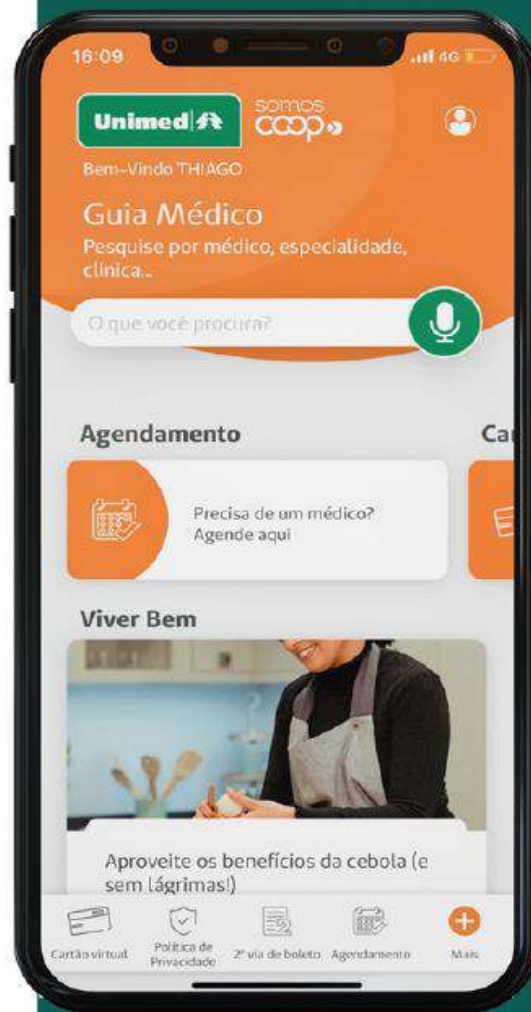 16:09
4G
Unimed
somos
coop
Bem-Vindo THIAGO
Guia Médico
Pesquise por médico, especialidade,
clínica...
O que você procura?
Agendamento
Ca
Precisa de um médico?
Agende aqui
Viver Bem
Aproveite os benefícios da cebola (e
sem lágrimas!)
Cartão virtual
Política de
Privacidade
2ª via de boleto
Agendamento
Mais